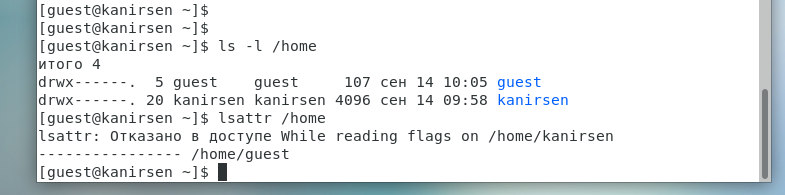 [guest@kanirsen ~]$
[guest@kanirsen ~]$
[guest@kanirsen ~]$ ls -l /home
итого 4
drwx------.  5 guest    guest     107 сен 14 10:05 guest
drwx------. 20 kanirsen kanirsen 4096 сен 14 09:58 kanirsen
[guest@kanirsen ~]$ lsattr /home
lsattr: Отказано в доступе While reading flags on /home/kanirsen
---------------- /home/guest
[guest@kanirsen ~]$